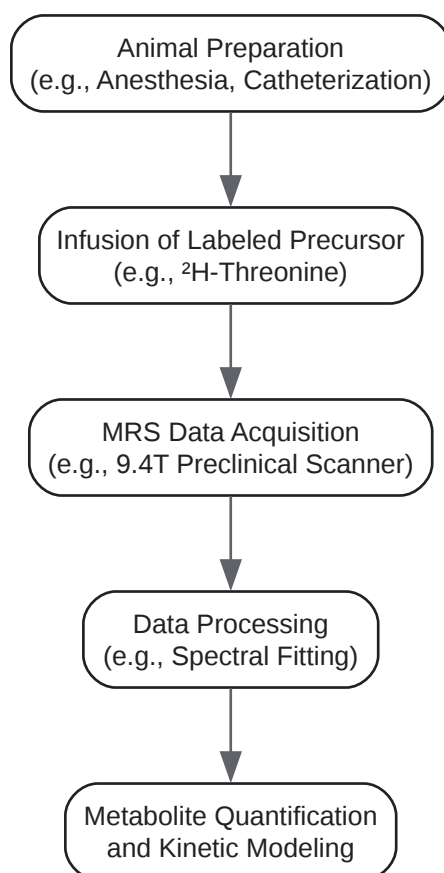 Animal Preparation
(e.g., Anesthesia, Catheterization)
Infusion of Labeled Precursor
(e.g., ²H-Threonine)
MRS Data Acquisition
(e.g., 9.4T Preclinical Scanner)
Data Processing
(e.g., Spectral Fitting)
Metabolite Quantification
and Kinetic Modeling